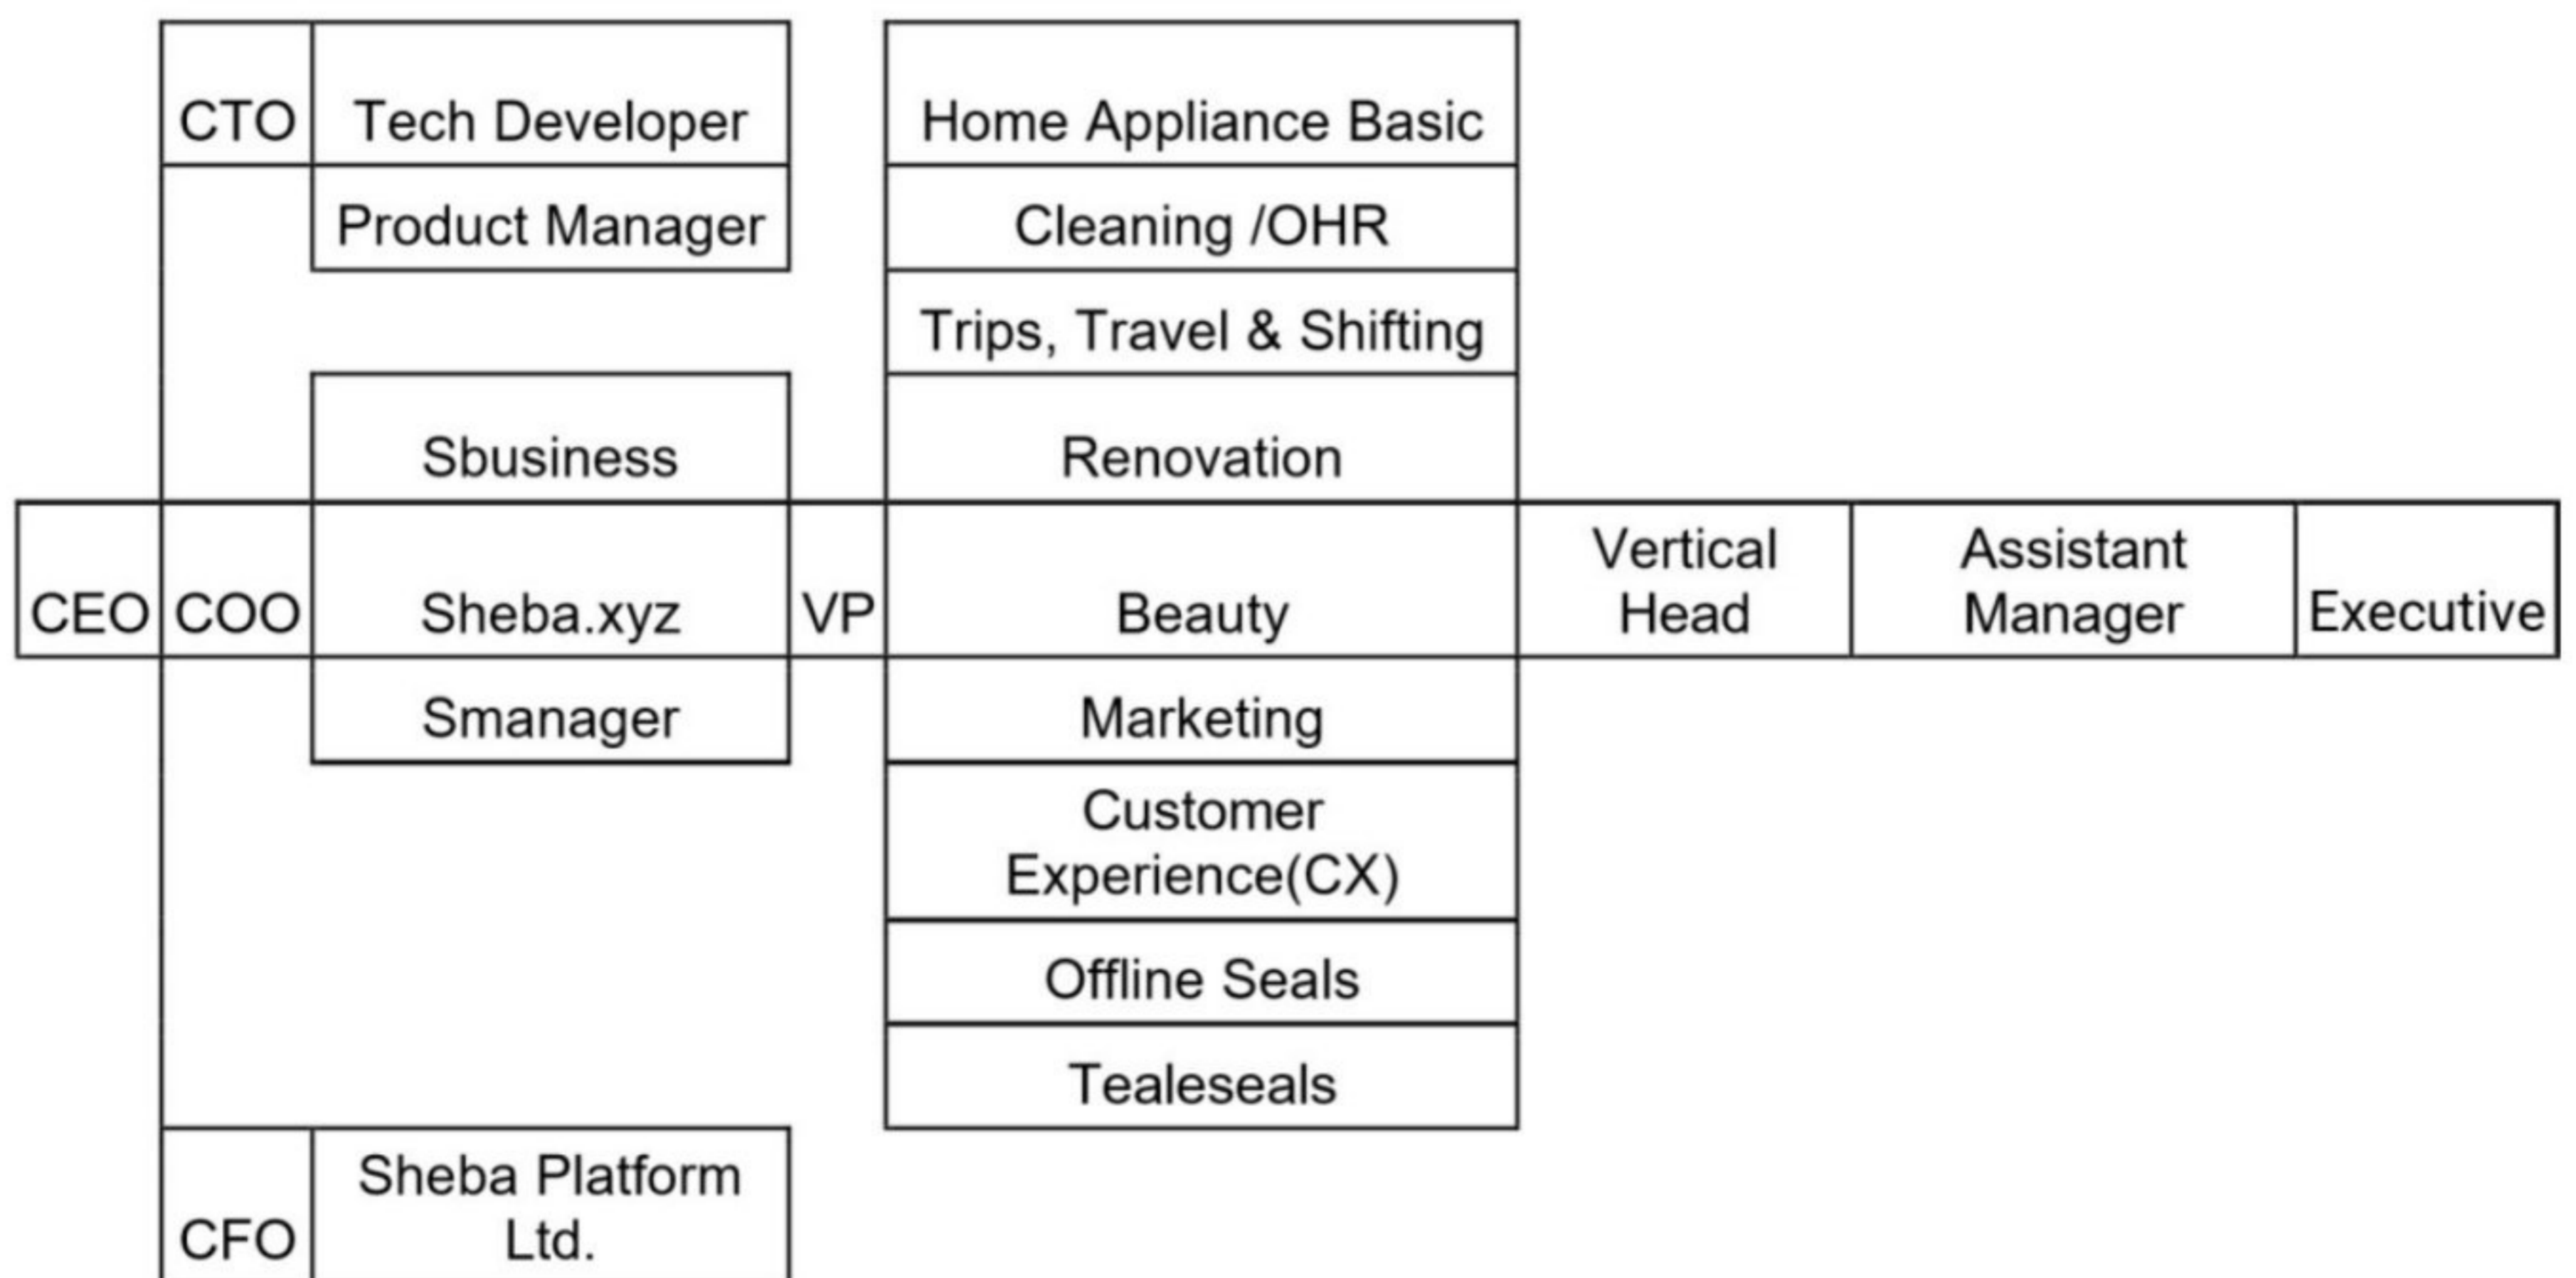 CTO Tech Developer Home Appliance Basic
Product Manager Cleaning /OHR
Trips, Travel & Shifting
Sbusiness Renovation
CEO COO Sheba.xyz VP Beauty
Vertical
Head
Assistant
Manager
Executive
Smanager Marketing
Customer
Experience(CX)
Offline Seals
Tealeseals
CFO
Sheba Platform
Ltd.